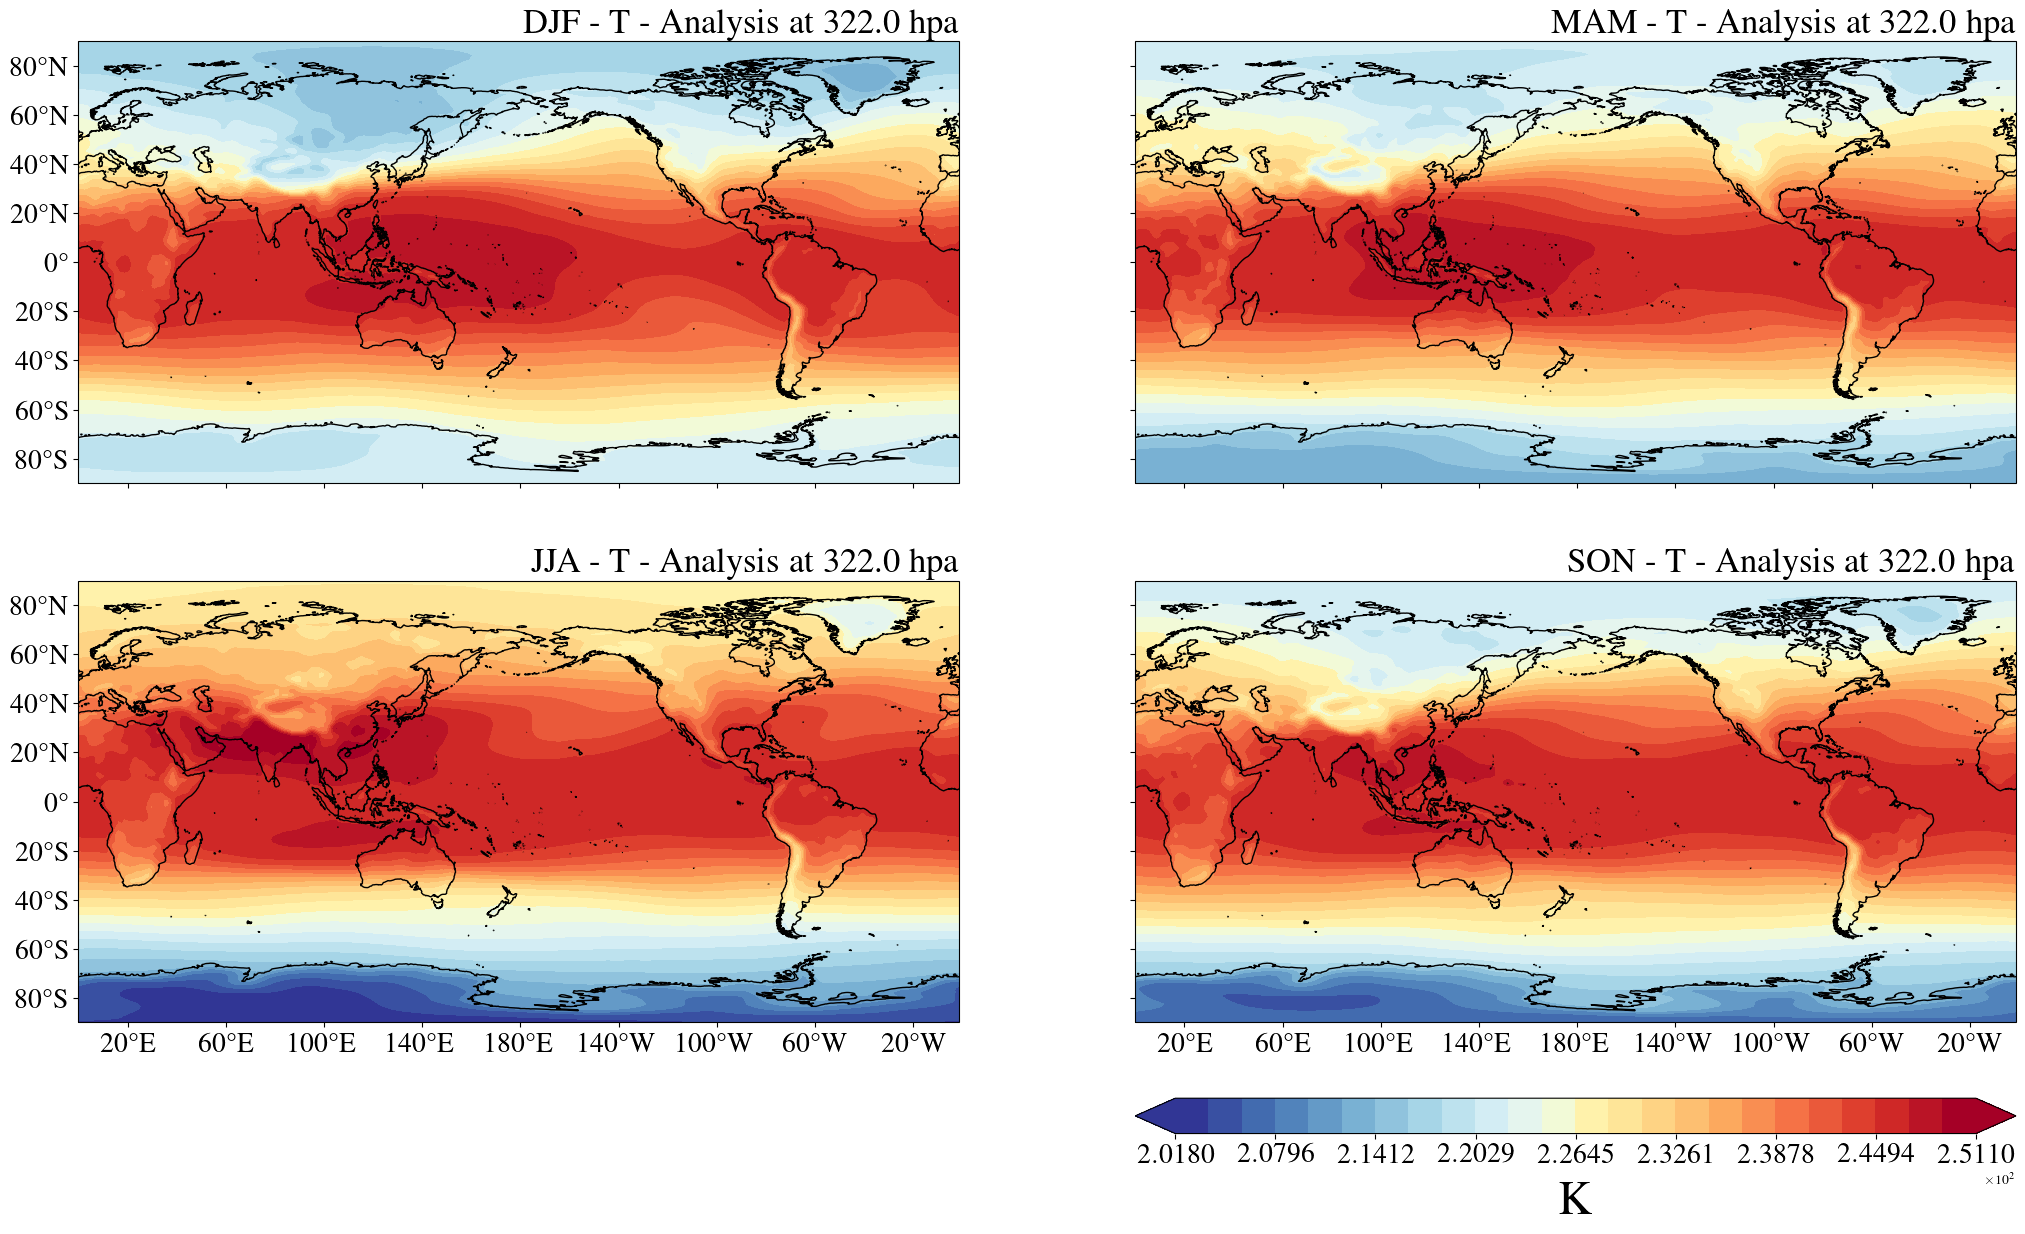 DJF - T - Analysis at 322.0 hpa
MAM - T - Analysis at 322.0 hpa
80°N
60°N
40°N
20°N
0°
20°S
40°S
60°S
80°S
JJA - T - Analysis at 322.0 hpa
SON - T - Analysis at 322.0 hpa
80°N
60°N
40°N
20°N
0°
20°S
40°S
60°S
80°S
20°E 60°E 100°E 140°E 180°E 140°W 100°W 60°W 20°W
20°E 60°E 100°E 140°E 180°E 140°W 100°W 60°W 20°W
2.0180 2.0796 2.1412 2.2029 2.2645 2.3261 2.3878 2.4494 2.5110
×10²
K